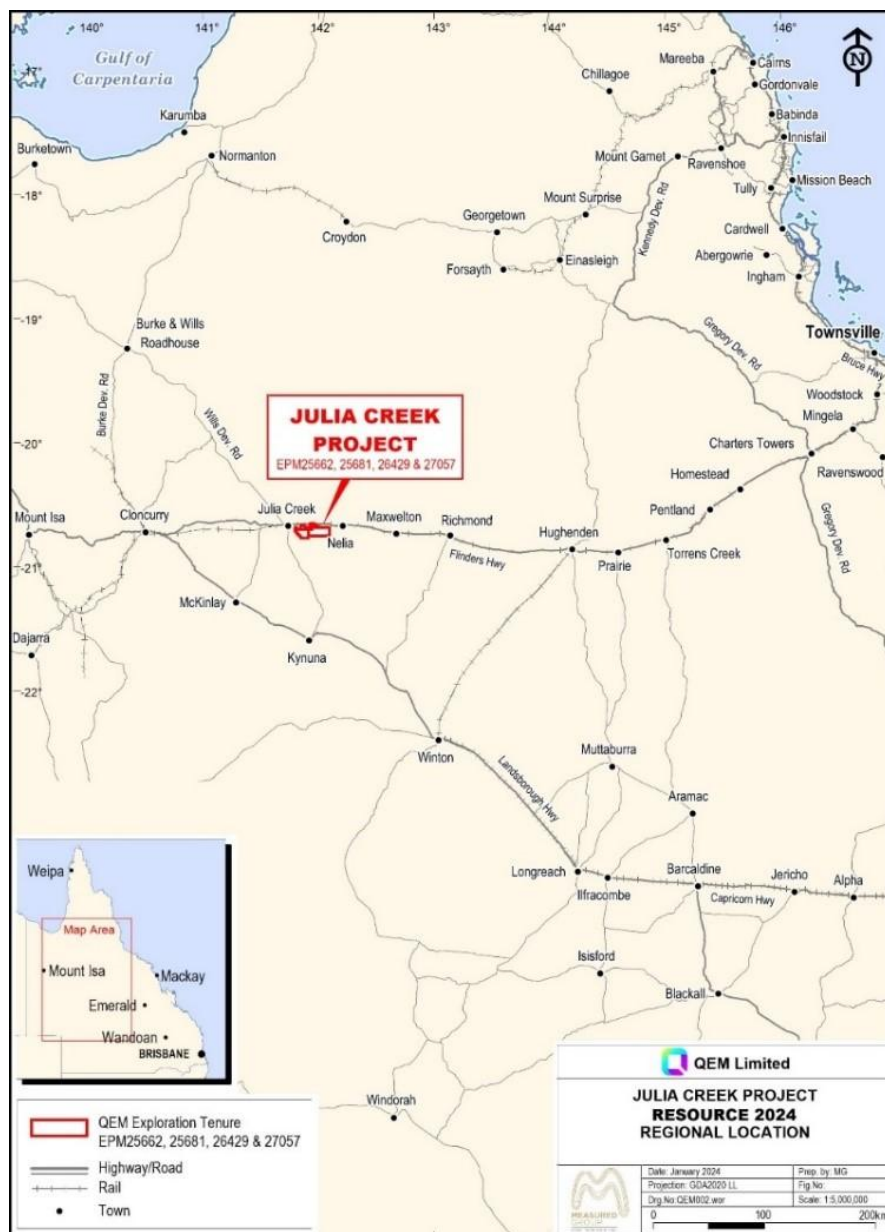 140°
141°
142°
143°
144°
145°
146°
N
Gulf of
Carpentaria
-17°
Karumba
Burketown
Normanton
Chillagoe
Mareeba
Cairns
Gordonvale
Babinda
Innisfail
Mount Garnet
Ravenshoe
Mission Beach
Tully
-18°
Croydon
Georgetown
Mount Surprise
Forsayth
Einasleigh
Kennedy Dev. Rd
Cardwell
Abergowrie
Ingham
-19°
Burke & Wills
Roadhouse
Burke Dev. Rd
Wills Dev. Rd
Gregory Dev. Rd
Townsville
Bruce Hwy
Woodstock
Mingela
-20°
JULIA CREEK
PROJECT
EPM25662, 25681, 26429 & 27057
Charters Towers
Ravenswood
Homestead
Pentland
Gregory Dev. Rd
Mount Isa
Cloncurry
Julia Creek
Nelia
Maxwelton
Richmond
Flinders Hwy
Hughenden
Prairie
Torrens Creek
-21°
McKinlay
Dajarra
Kynuna
-22°
Winton
Landsborough Hwy
Muttaburra
Aramac
Longreach
Ilfracombe
Barcaldine
Capricorn Hwy
Jericho
Alpha
Isisford
Blackall
Windorah
Weipa
Map Area
Mount Isa
Mackay
Emerald
Wandoan
BRISBANE
QEM Exploration Tenure
EPM25662, 25681, 26429 & 27057
Highway/Road
Rail
Town
QEM Limited
JULIA CREEK PROJECT
RESOURCE 2024
REGIONAL LOCATION
MEASURED
GROUP
Date: January 2024
Prep. by: MG
Projection: GDA2020 LL
Fig.No:
Drg.No:QEM002.wor
Scale: 1:5,000,000
0 100 200km